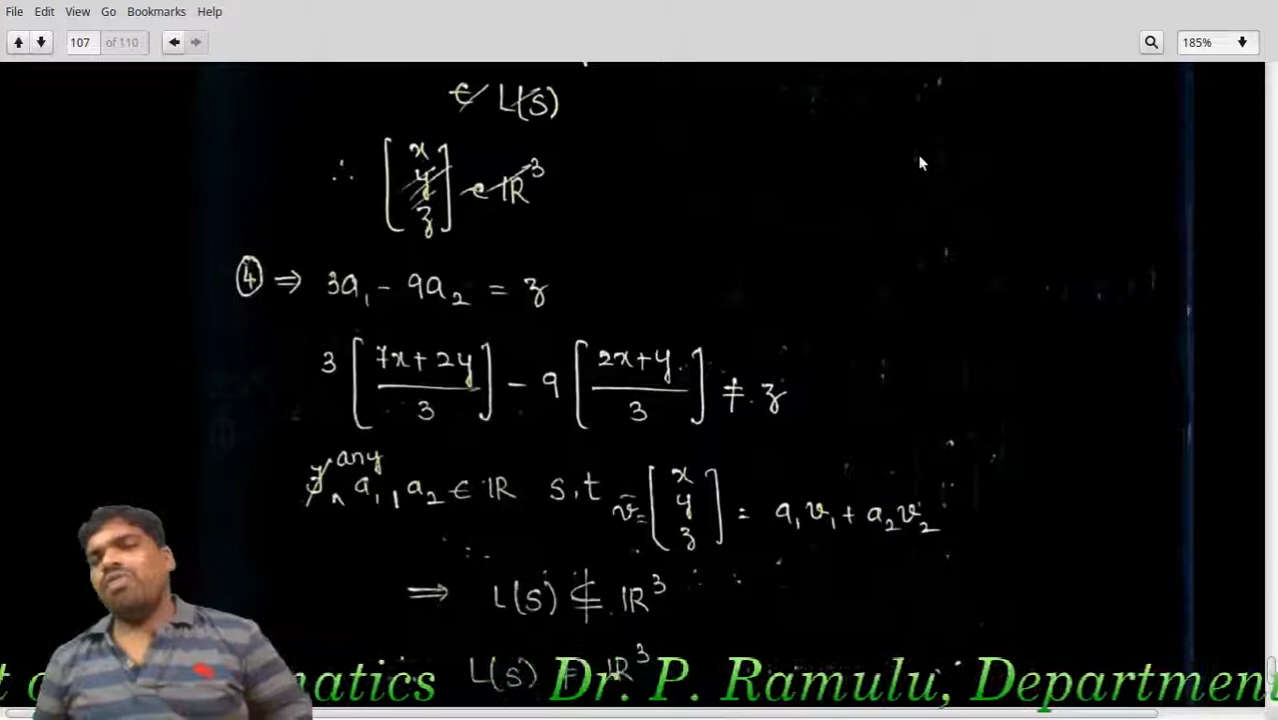 File Edit View Go Bookmarks Help
107 of 110 185%
∉ L(S)
∴ [x y z] ∈ ℝ³
④ ⇒ 3a₁ - 9a₂ = z
3 [(7x+2y)/3] - 9 [(2x+y)/3] ≠ z
∄ any a₁, a₂ ∈ ℝ s.t v̄ = [x y z] = a₁v₁ + a₂v₂
⇒ L(S) ⊄ ℝ³
L(S) ℝ³
matics Dr. P. Ramulu, Departmen